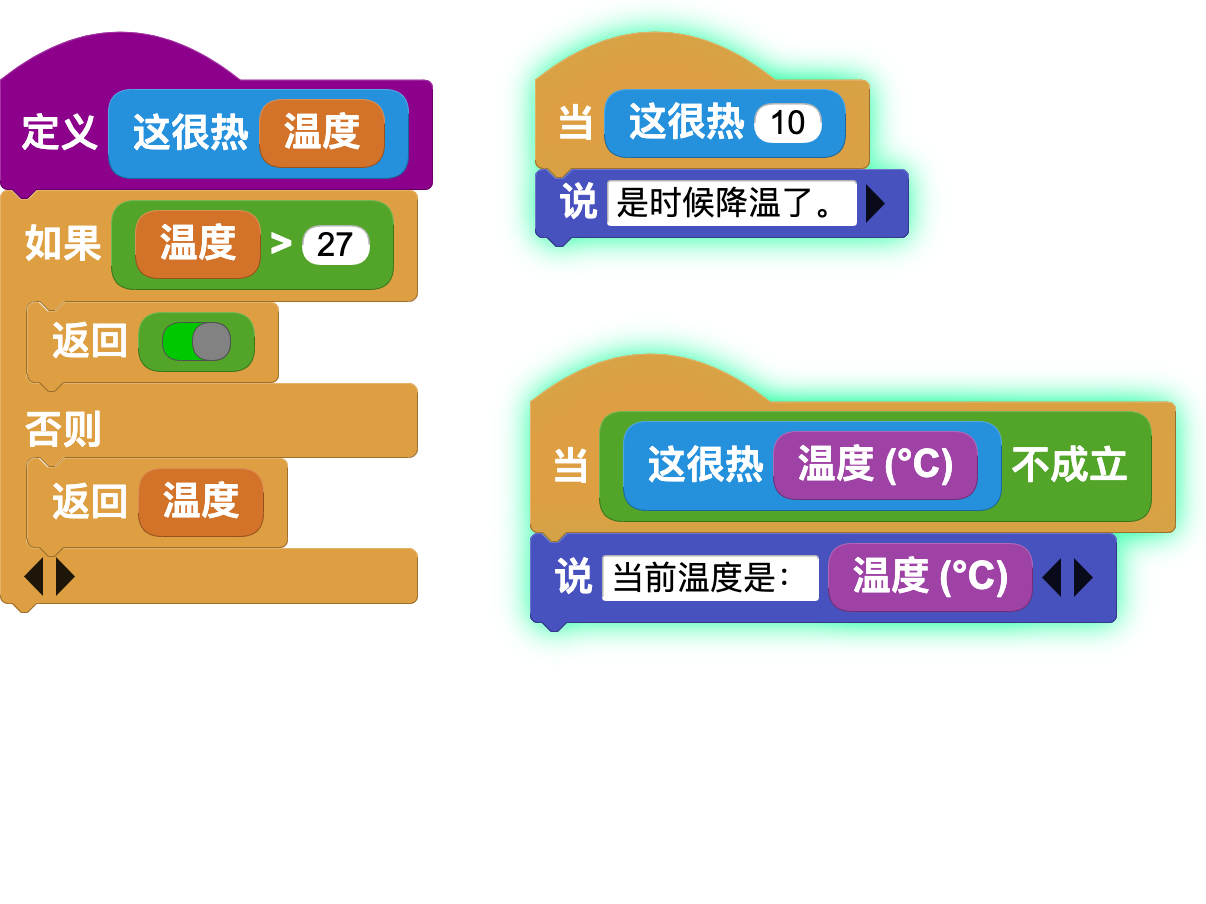 定义 这很热 温度
如果 温度 > 27
返回
否则
返回 温度
当 这很热 10
说 是时候降温了。
当 这很热 温度 (°C) 不成立
说 当前温度是： 温度 (°C)